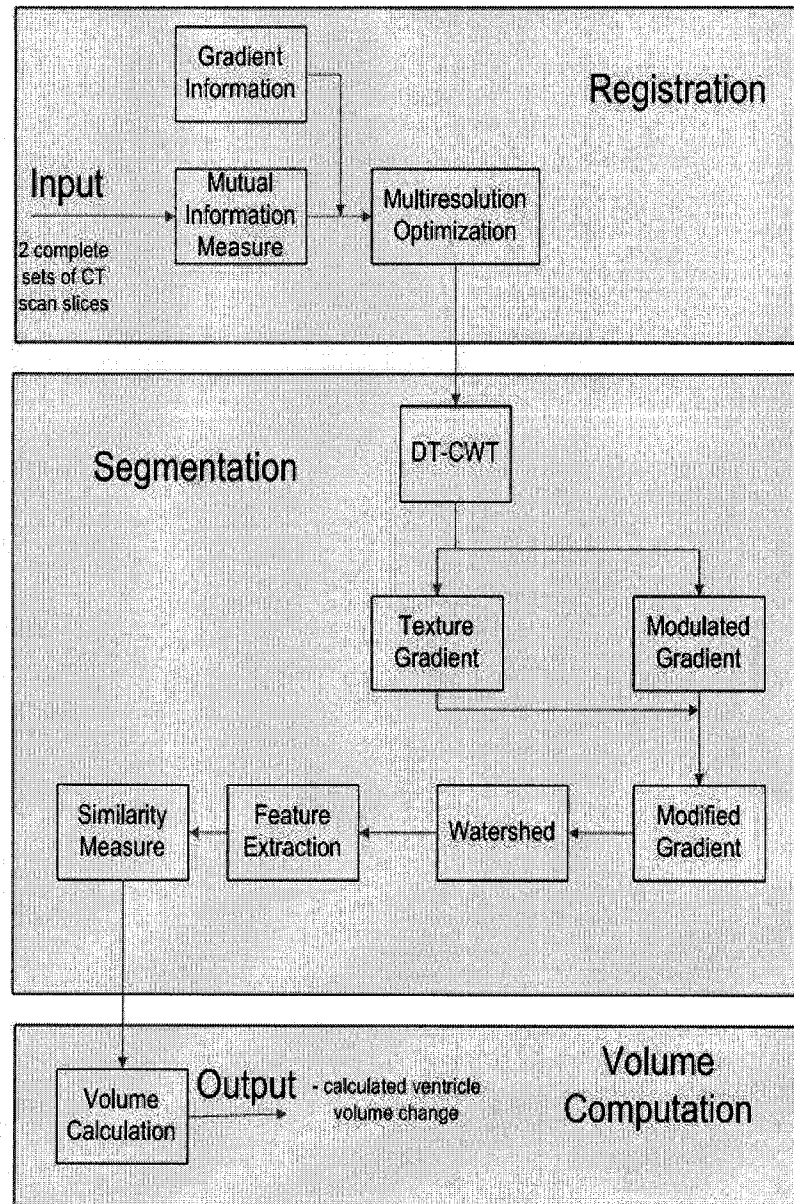 Gradient
Information
Registration
Input
2 complete
sets of CT
scan slices
Mutual
Information
Measure
Multiresolution
Optimization
Segmentation
DT-CWT
Texture
Gradient
Modulated
Gradient
Similarity
Measure
Feature
Extraction
Watershed
Modified
Gradient
Volume
Calculation
Output
- calculated ventricle
volume change
Volume
Computation